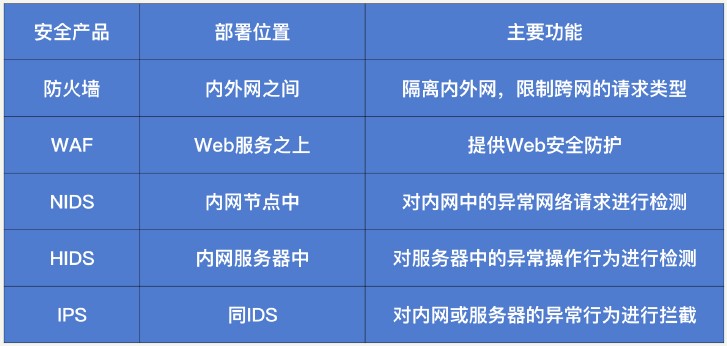 安全产品 部署位置 主要功能
防火墙 内外网之间 隔离内外网，限制跨网的请求类型
WAF Web服务之上 提供Web安全防护
NIDS 内网节点中 对内网中的异常网络请求进行检测
HIDS 内网服务器中 对服务器中的异常操作行为进行检测
IPS 同IDS 对内网或服务器的异常行为进行拦截